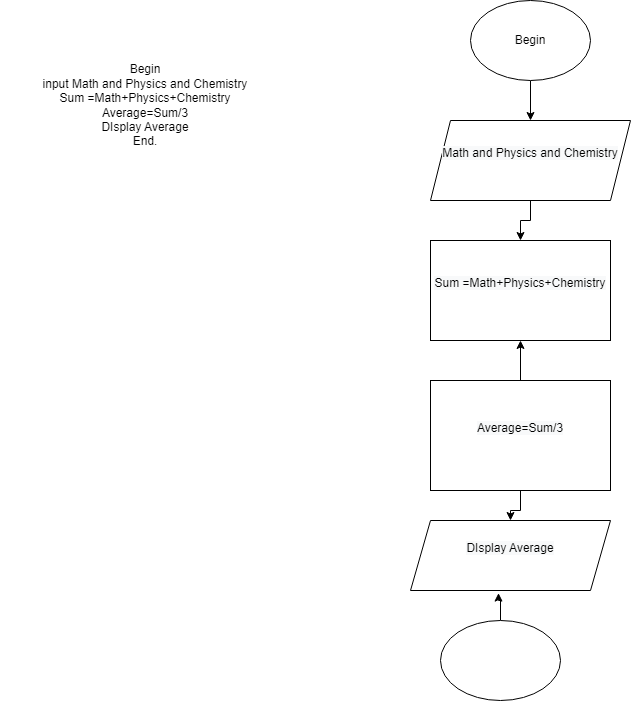 Begin
input Math and Physics and Chemistry
Sum =Math+Physics+Chemistry
Average=Sum/3
DIsplay Average
End.
Begin
Math and Physics and Chemistry
Sum =Math+Physics+Chemistry
Average=Sum/3
DIsplay Average